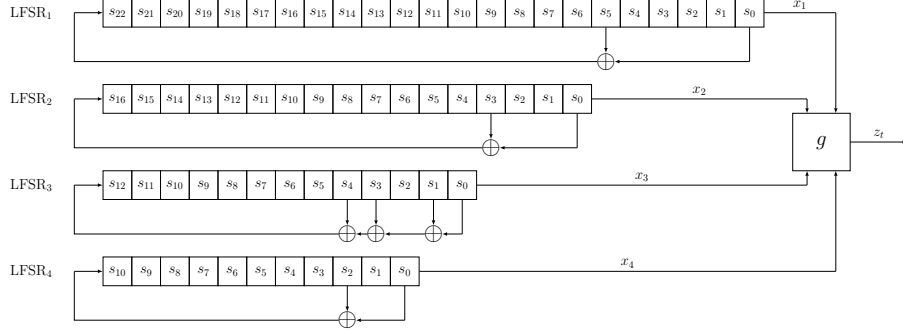 LFSR₁ s₂₂ s₂₁ s₂₀ s₁₉ s₁₈ s₁₇ s₁₆ s₁₅ s₁₄ s₁₃ s₁₂ s₁₁ s₁₀ s₉ s₈ s₇ s₆ s₅ s₄ s₃ s₂ s₁ s₀ x₁
LFSR₂ s₁₆ s₁₅ s₁₄ s₁₃ s₁₂ s₁₁ s₁₀ s₉ s₈ s₇ s₆ s₅ s₄ s₃ s₂ s₁ s₀ x₂
g z_t
LFSR₃ s₁₂ s₁₁ s₁₀ s₉ s₈ s₇ s₆ s₅ s₄ s₃ s₂ s₁ s₀ x₃
LFSR₄ s₁₀ s₉ s₈ s₇ s₆ s₅ s₄ s₃ s₂ s₁ s₀ x₄